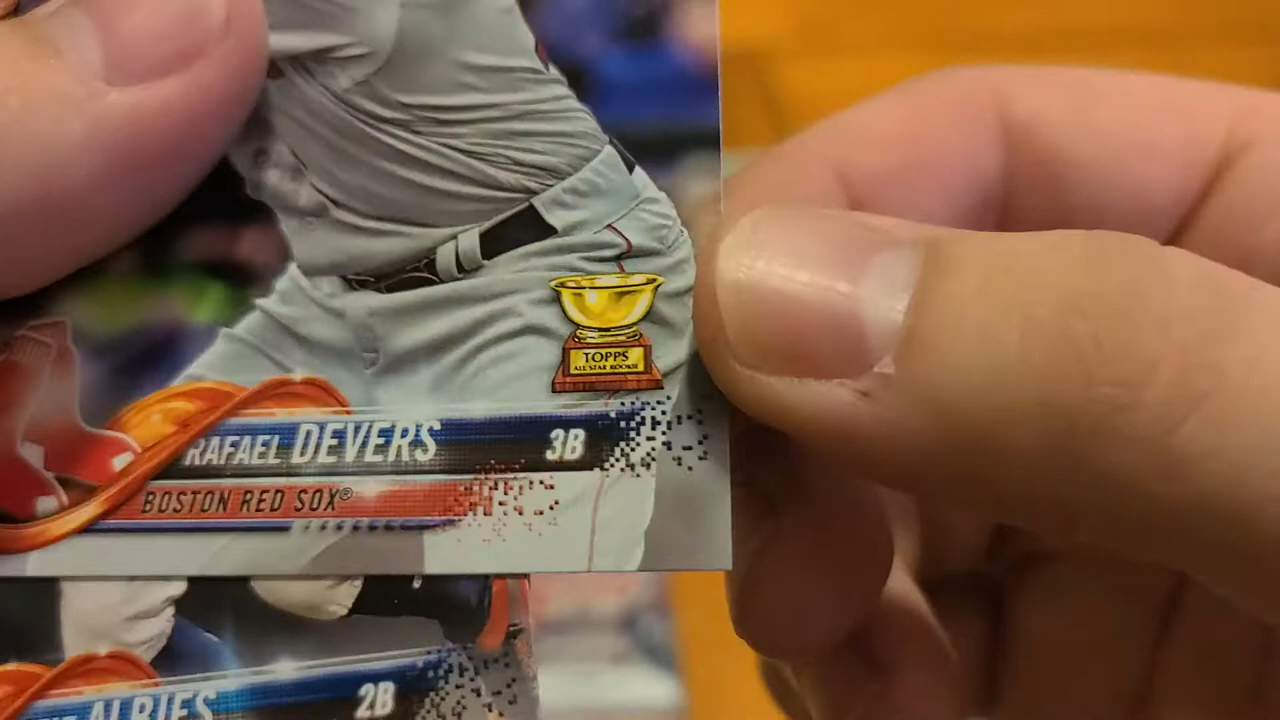 TOPPS
ALL STAR ROOKIE
RAFAEL DEVERS 3B
BOSTON RED SOX®
ALBIES 2B